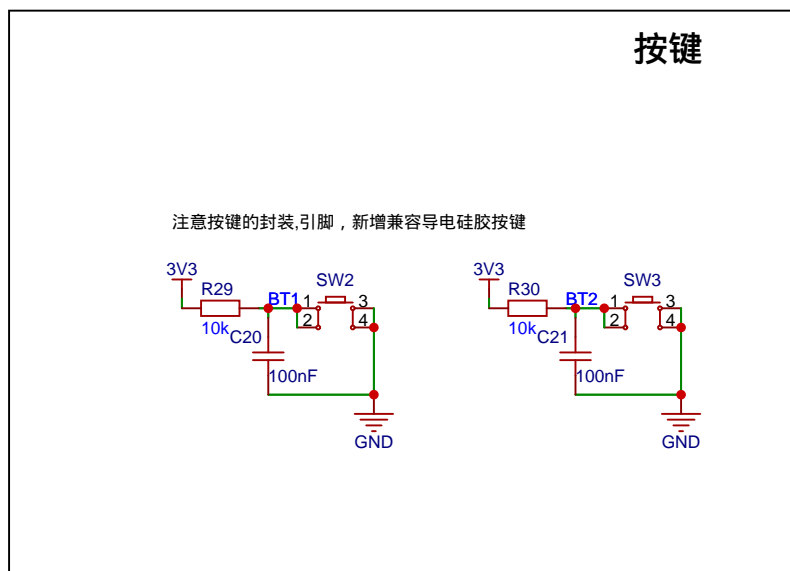 按键
注意按键的封装,引脚，新增兼容导电硅胶按键
3V3
R29
10k
BT1
C20
100nF
SW2
1
2
3
4
GND
3V3
R30
10k
BT2
C21
100nF
SW3
1
2
3
4
GND